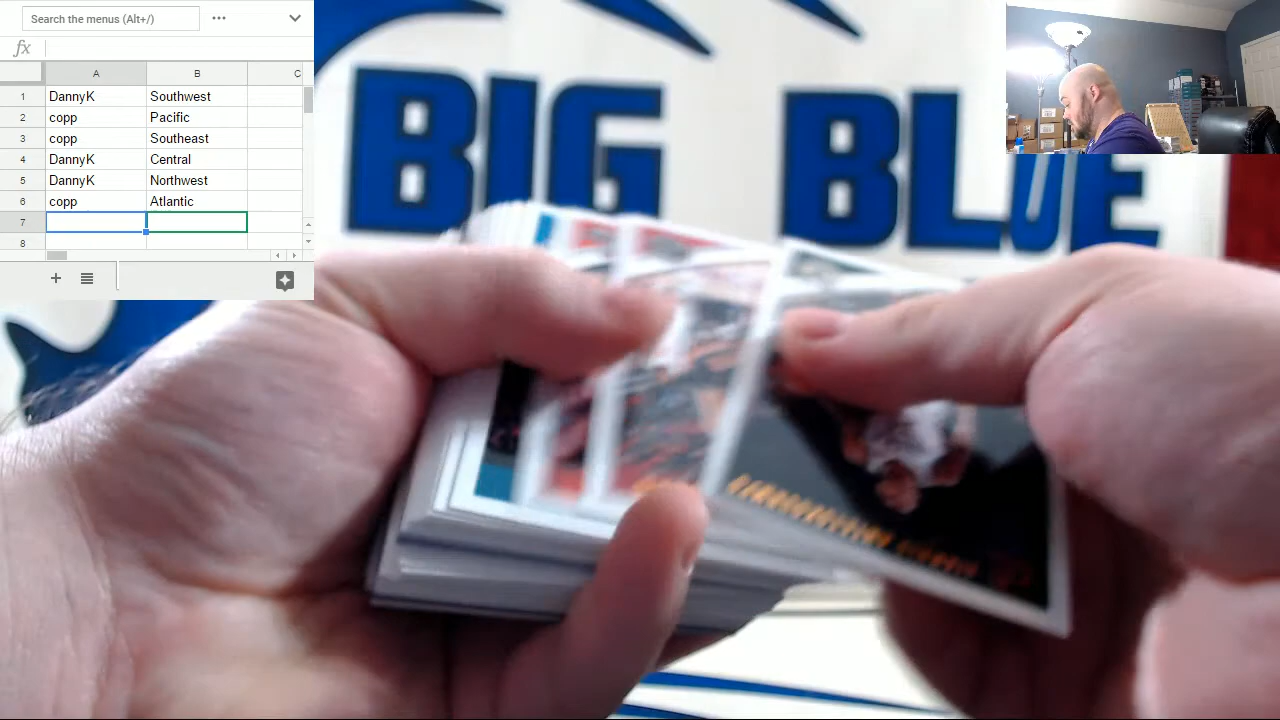 Search the menus (Alt+/)
fx
A B C
1 DannyK Southwest
2 copp Pacific
3 copp Southeast
4 DannyK Central
5 DannyK Northwest
6 copp Atlantic
7
8
BIG BLUE